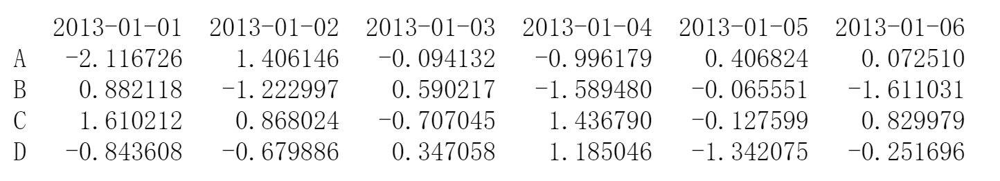 2013-01-01 2013-01-02 2013-01-03 2013-01-04 2013-01-05 2013-01-06
A -2.116726 1.406146 -0.094132 -0.996179 0.406824 0.072510
B 0.882118 -1.222997 0.590217 -1.589480 -0.065551 -1.611031
C 1.610212 0.868024 -0.707045 1.436790 -0.127599 0.829979
D -0.843608 -0.679886 0.347058 1.185046 -1.342075 -0.251696